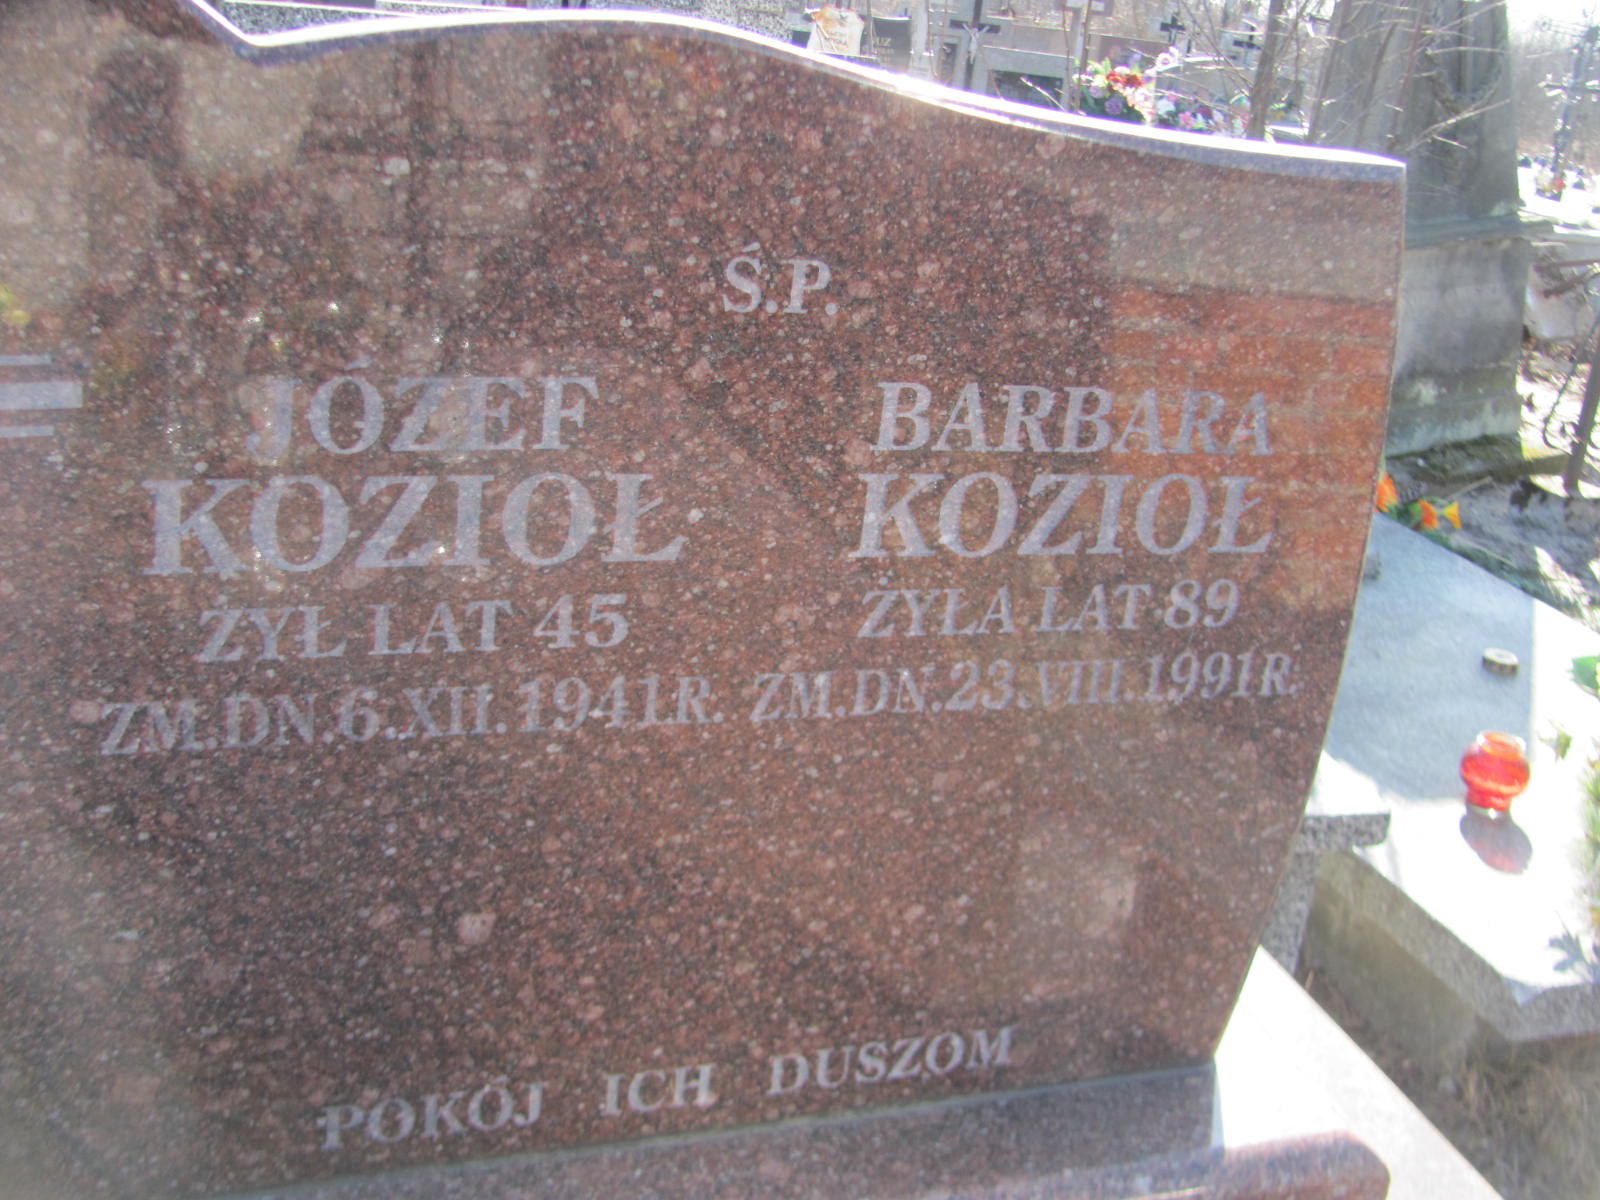 Ś.P.
JÓZEF
KOZIOŁ
ŻYŁ LAT 45
ZM.DN.6.XII.1941.R.
BARBARA
KOZIOŁ
ŻYŁA LAT 89
ZM.DN.23.VIII.1991R.
POKÓJ ICH DUSZOM